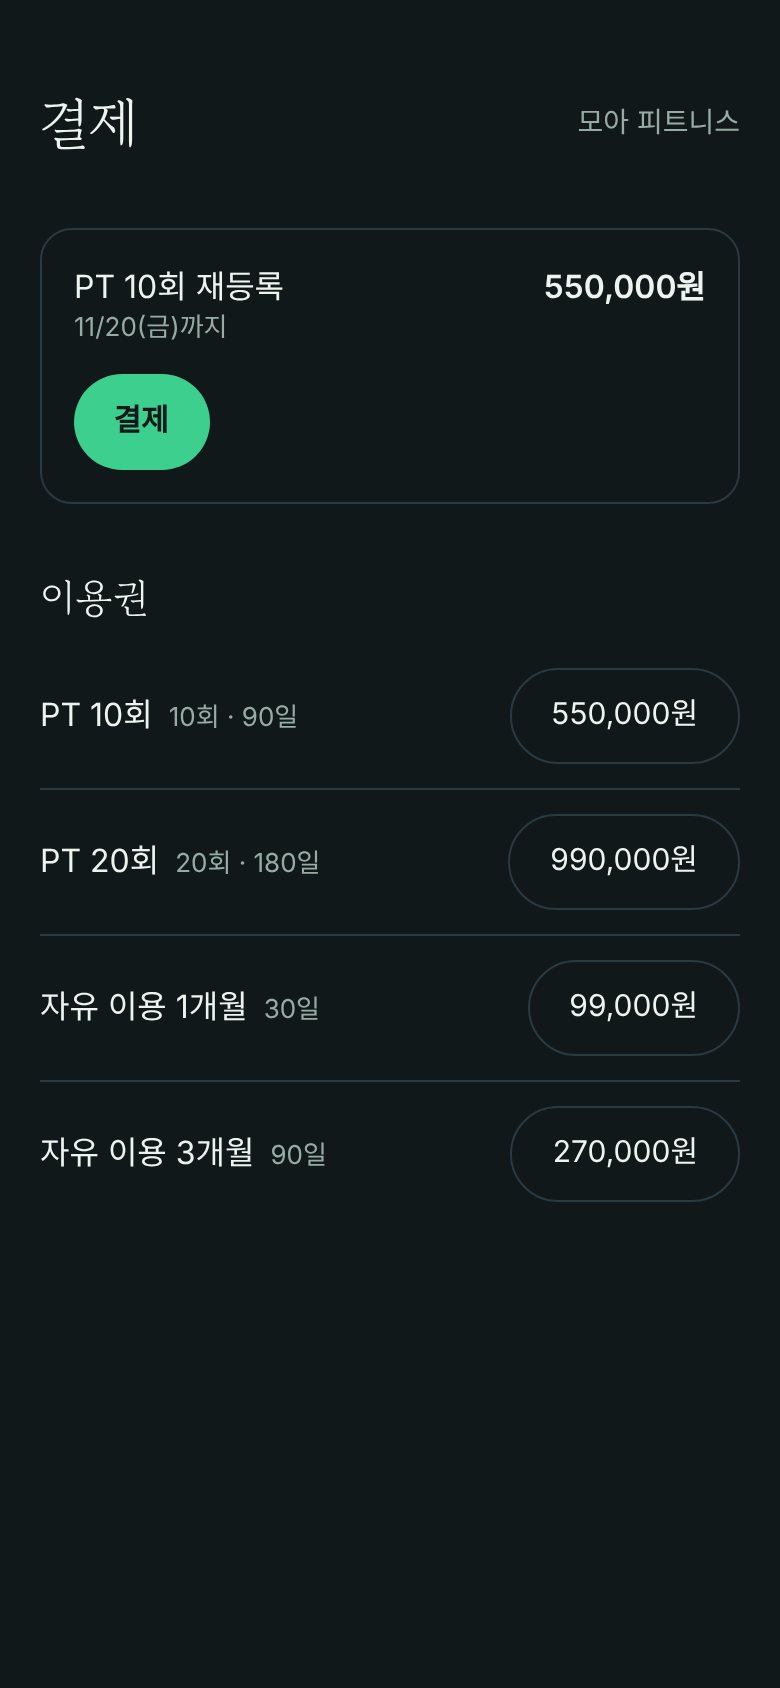 결제 모아 피트니스
PT 10회 재등록 550,000원
11/20(금)까지
결제
이용권
PT 10회 10회 · 90일 550,000원
PT 20회 20회 · 180일 990,000원
자유 이용 1개월 30일 99,000원
자유 이용 3개월 90일 270,000원